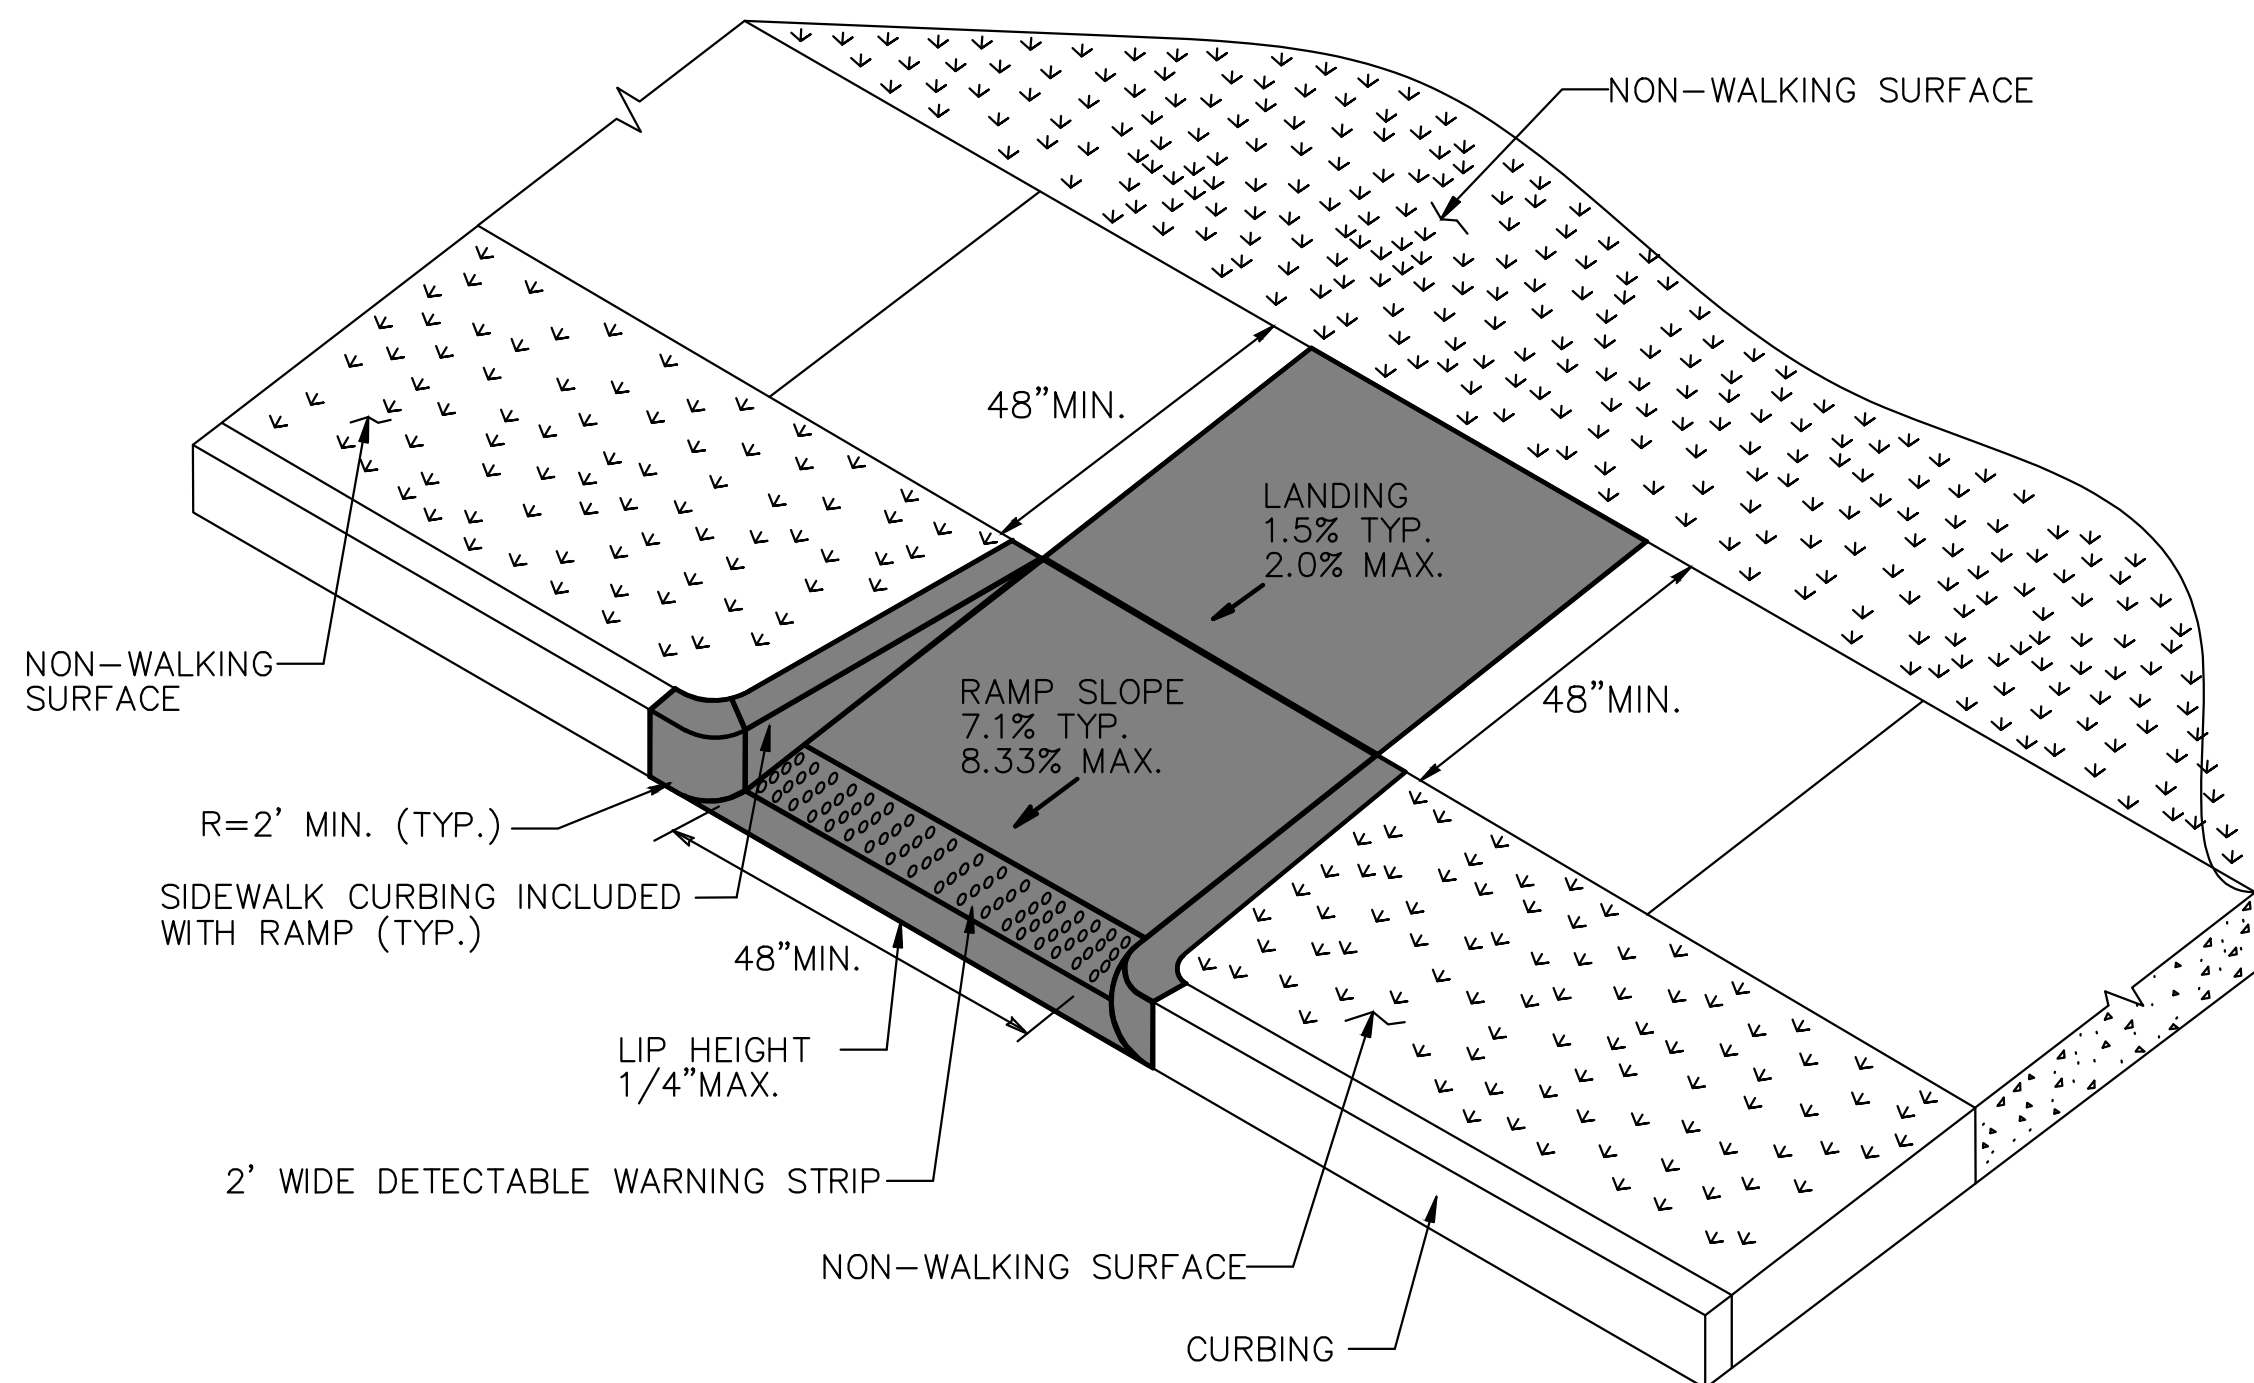 NON-WALKING SURFACE
48"MIN.
LANDING
1.5% TYP.
2.0% MAX.
NON-WALKING
SURFACE
RAMP SLOPE
7.1% TYP.
8.33% MAX.
48"MIN.
R=2' MIN. (TYP.)
SIDEWALK CURBING INCLUDED
WITH RAMP (TYP.)
48"MIN.
LIP HEIGHT
1/4"MAX.
2' WIDE DETECTABLE WARNING STRIP
NON-WALKING SURFACE
CURBING